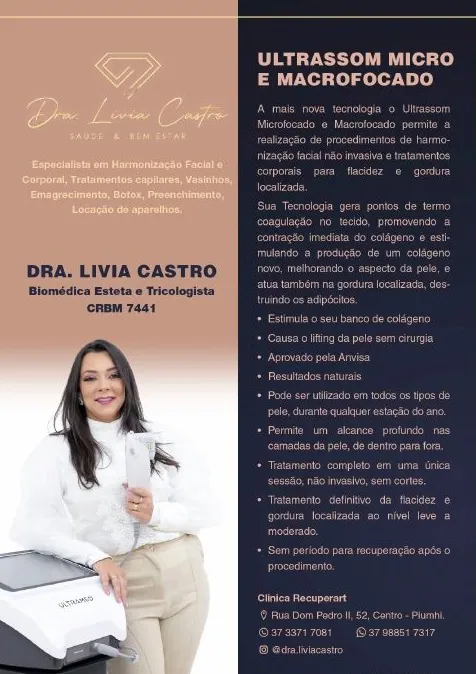 Dra. Livia Castro
SAÚDE & BEM ESTAR
Especialista em Harmonização Facial e
Corporal, Tratamentos capilares, Vasinhos,
Emagrecimento, Botox, Preenchimento,
Locação de aparelhos.
DRA. LIVIA CASTRO
Biomédica Esteta e Tricologista
CRBM 7441
ULTRAMED
ULTRASSOM MICRO
E MACROFOCADO
A mais nova tecnologia o Ultrassom
Microfocado e Macrofocado permite a
realização de procedimentos de harmo-
nização facial não invasiva e tratamentos
corporais para flacidez e gordura
localizada.
Sua Tecnologia gera pontos de termo
coagulação no tecido, promovendo a
contração imediata do colágeno e esti-
mulando a produção de um colágeno
novo, melhorando o aspecto da pele, e
atua também na gordura localizada, des-
truindo os adipócitos.
• Estimula o seu banco de colágeno
• Causa o lifting da pele sem cirurgia
• Aprovado pela Anvisa
• Resultados naturais
• Pode ser utilizado em todos os tipos de
pele, durante qualquer estação do ano.
• Permite um alcance profundo nas
camadas da pele, de dentro para fora.
• Tratamento completo em uma única
sessão, não invasivo, sem cortes.
• Tratamento definitivo da flacidez e
gordura localizada ao nível leve a
moderado.
• Sem período para recuperação após o
procedimento.
Clínica Recuperart
Rua Dom Pedro II, 52, Centro - Piumhi.
37 3371 7081 37 98851 7317
@dra.liviacastro